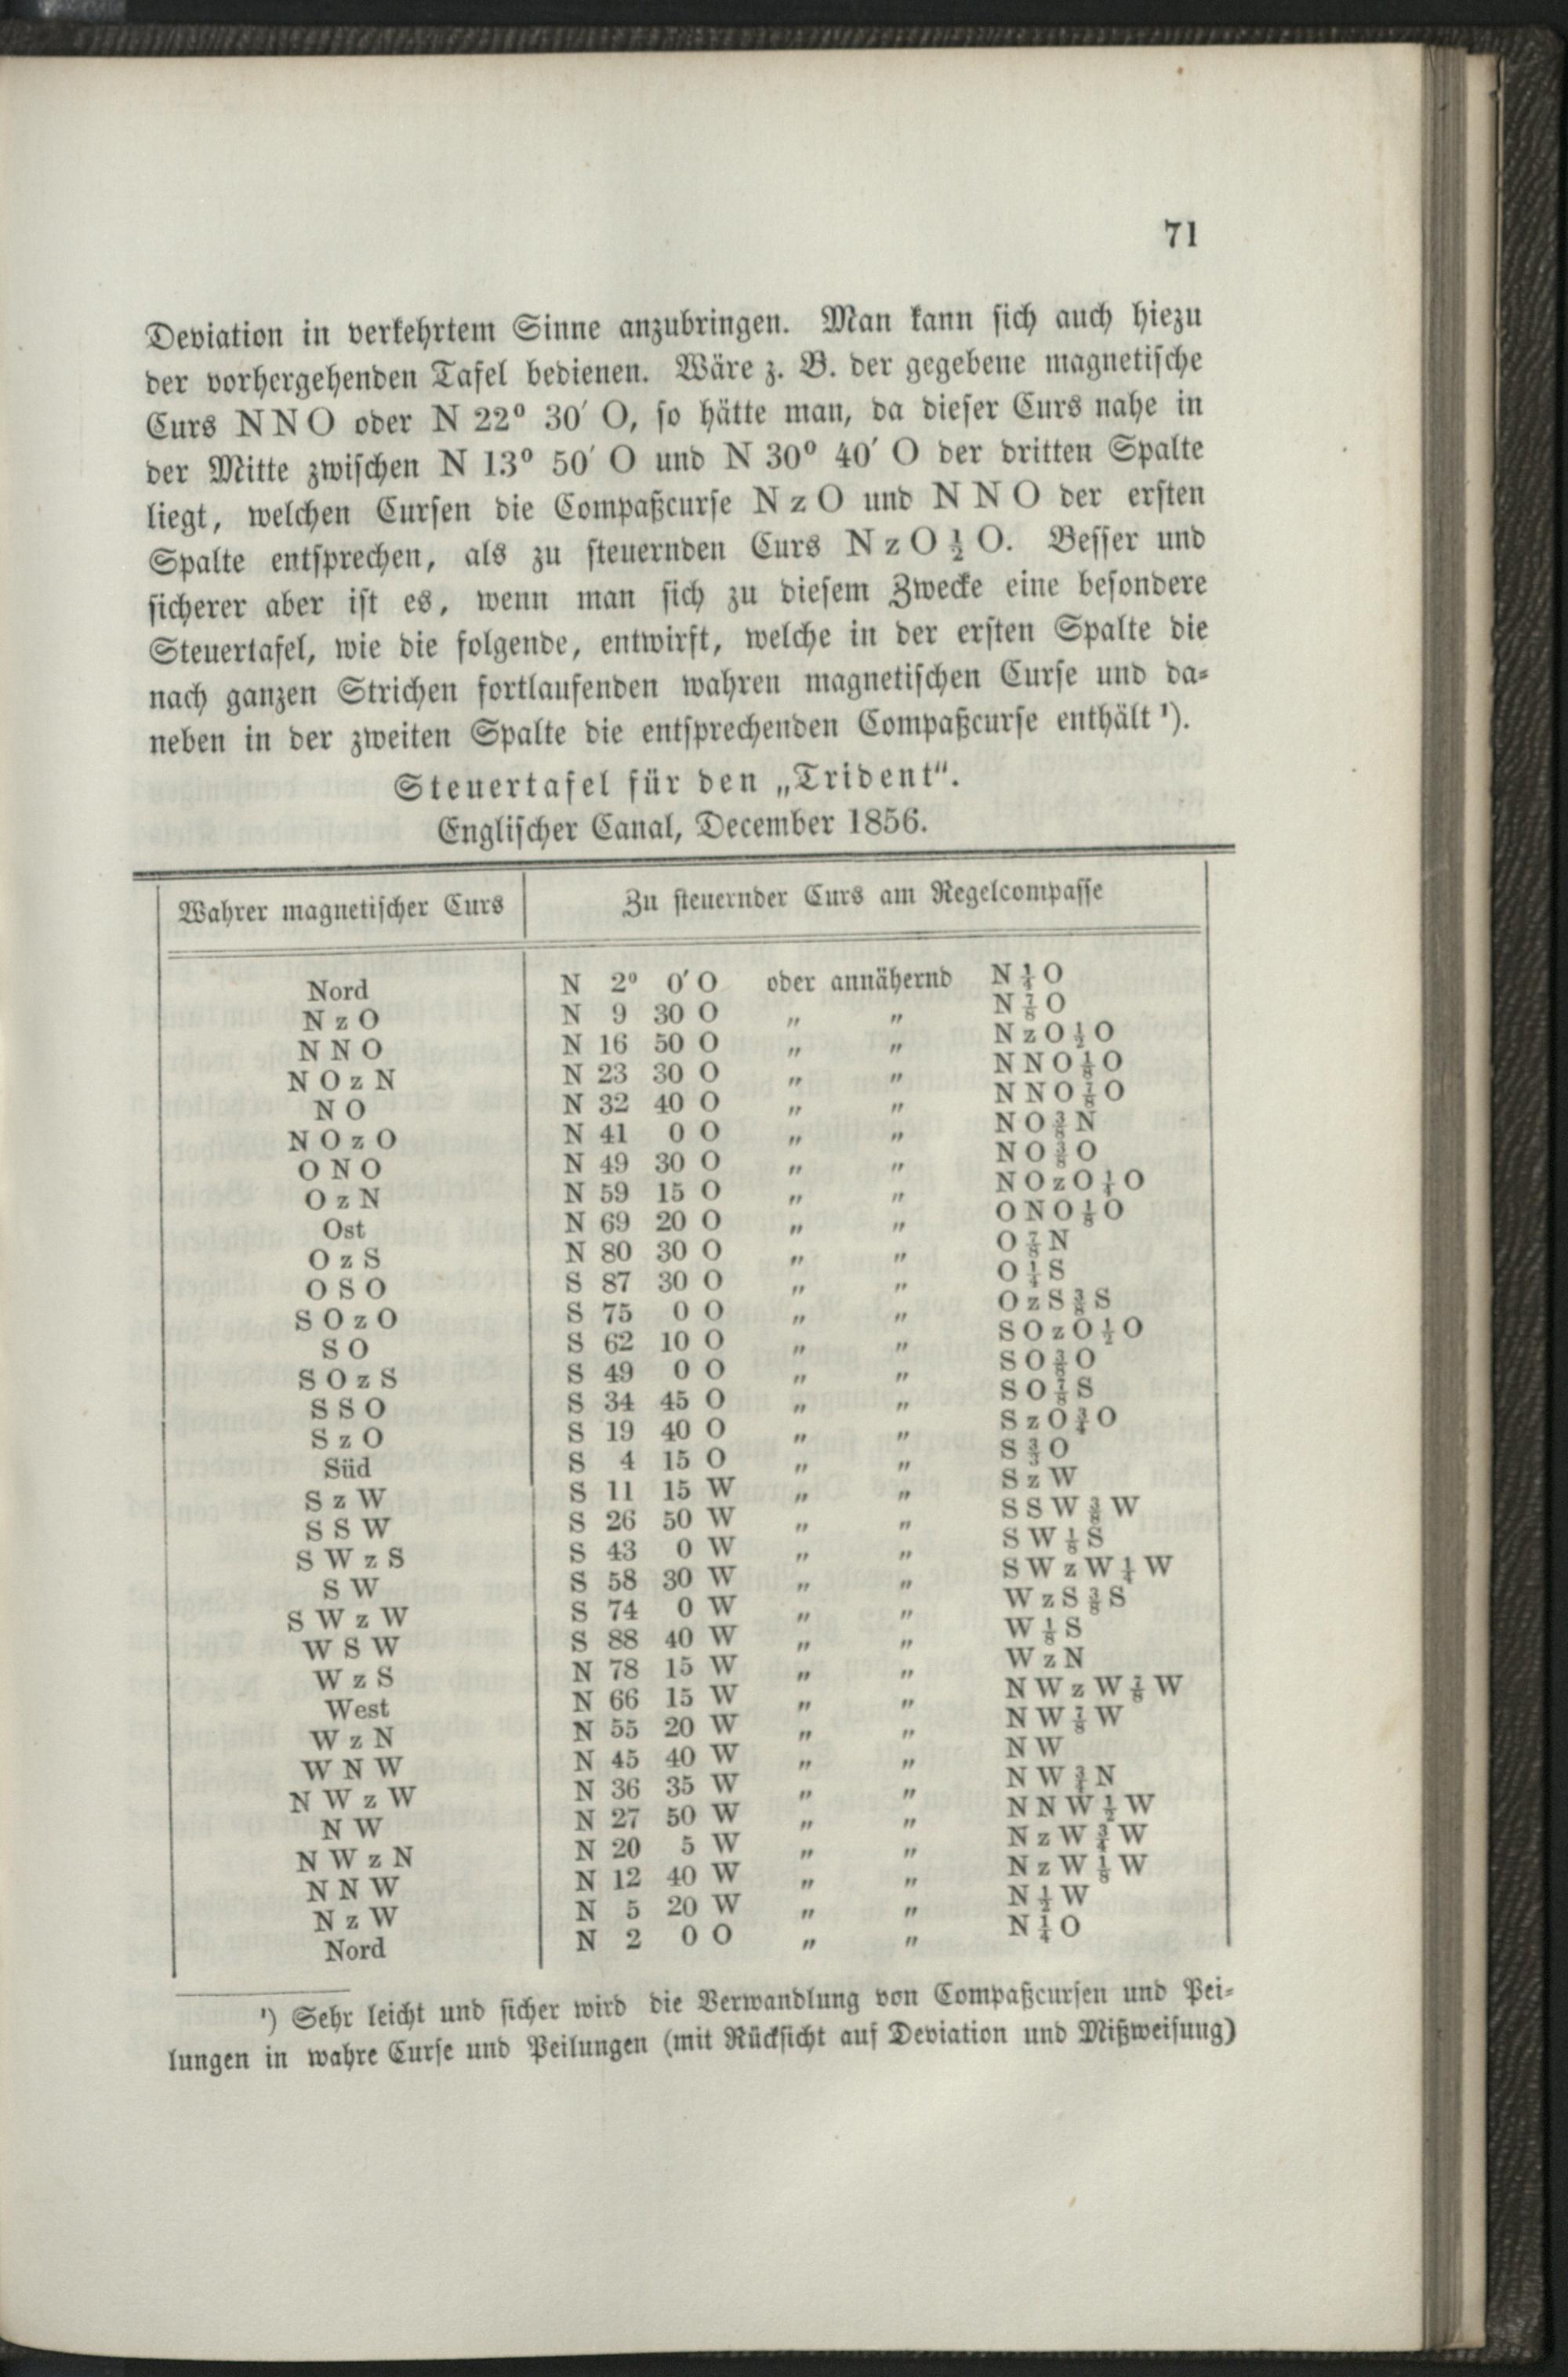 71
Deviation in verkehrtem Sinne anzubringen. Man kann sich auch hiezu
der vorhergehenden Tafel bedienen. Wäre z. B. der gegebene magnetische
Curs N N O oder N 22° 30′ O, so hätte man, da dieser Curs nahe in
der Mitte zwischen N 13° 50′ O und N 30° 40′ O der dritten Spalte
liegt, welchen Cursen die Compaßcurse N z O und N N O der ersten
Spalte entsprechen, als zu steuernden Curs N z O ½ O. Besser und
sicherer aber ist es, wenn man sich zu diesem Zwecke eine besondere
Steuertafel, wie die folgende, entwirft, welche in der ersten Spalte die
nach ganzen Strichen fortlaufenden wahren magnetischen Curse und da-
neben in der zweiten Spalte die entsprechenden Compaßcurse enthält ¹).
Steuertafel für den „Trident“.
Englischer Canal, December 1856.
Wahrer magnetischer Curs Zu steuernder Curs am Regelcompasse
Nord N 2° 0′ O oder annähernd N ¼ O
N z O N 9 30 O „ „ N ⅞ O
N N O N 16 50 O „ „ N z O ½ O
N O z N N 23 30 O „ „ N N O ⅛ O
N O N 32 40 O „ „ N N O ⅞ O
N O z O N 41 0 O „ „ N O ⅜ N
O N O N 49 30 O „ „ N O ⅜ O
O z N N 59 15 O „ „ N O z O ¼ O
Ost N 69 20 O „ „ O N O ⅛ O
O z S N 80 30 O „ „ O ⅞ N
O S O S 87 30 O „ „ O ¼ S
S O z O S 75 0 O „ „ O z S ⅜ S
S O S 62 10 O „ „ S O z O ½ O
S O z S S 49 0 O „ „ S O ⅜ O
S S O S 34 45 O „ „ S O ⅞ S
S z O S 19 40 O „ „ S z O ¾ O
Süd S 4 15 O „ „ S ⅜ O
S z W S 11 15 W „ „ S z W
S S W S 26 50 W „ „ S S W ⅜ W
S W z S S 43 0 W „ „ S W ⅛ S
S W S 58 30 W „ „ S W z W ¼ W
S W z W S 74 0 W „ „ W z S ⅜ S
W S W S 88 40 W „ „ W ⅛ S
W z S N 78 15 W „ „ W z N
West N 66 15 W „ „ N W z W ⅞ W
W z N N 55 20 W „ „ N W ⅞ W
W N W N 45 40 W „ „ N W
N W z W N 36 35 W „ „ N W ¾ N
N W N 27 50 W „ „ N N W ½ W
N W z N N 20 5 W „ „ N z W ¾ W
N N W N 12 40 W „ „ N z W ⅛ W
N z W N 5 20 W „ „ N ½ W
Nord N 2 0 O „ „ N ¼ O
¹) Sehr leicht und sicher wird die Verwandlung von Compaßcursen und Pei-
lungen in wahre Curse und Peilungen (mit Rücksicht auf Deviation und Mißweisung)